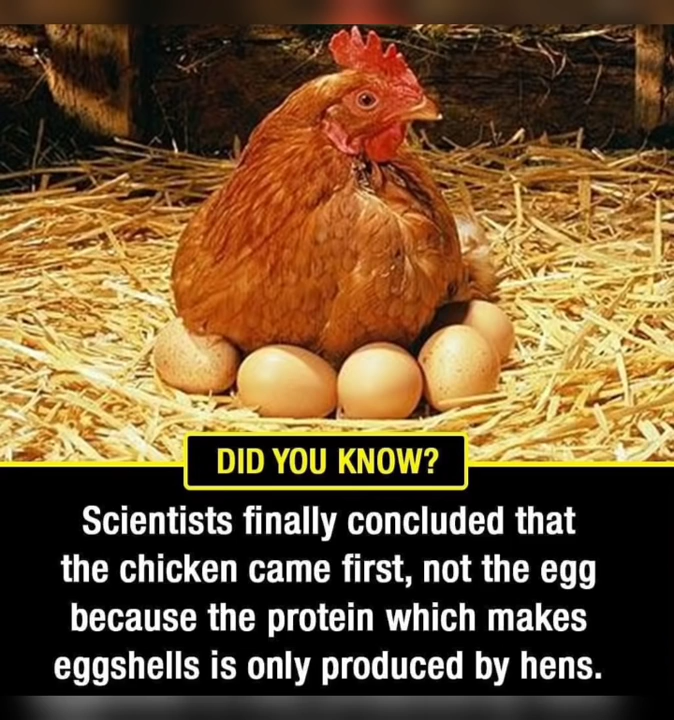 DID YOU KNOW?
Scientists finally concluded that
the chicken came first, not the egg
because the protein which makes
eggshells is only produced by hens.